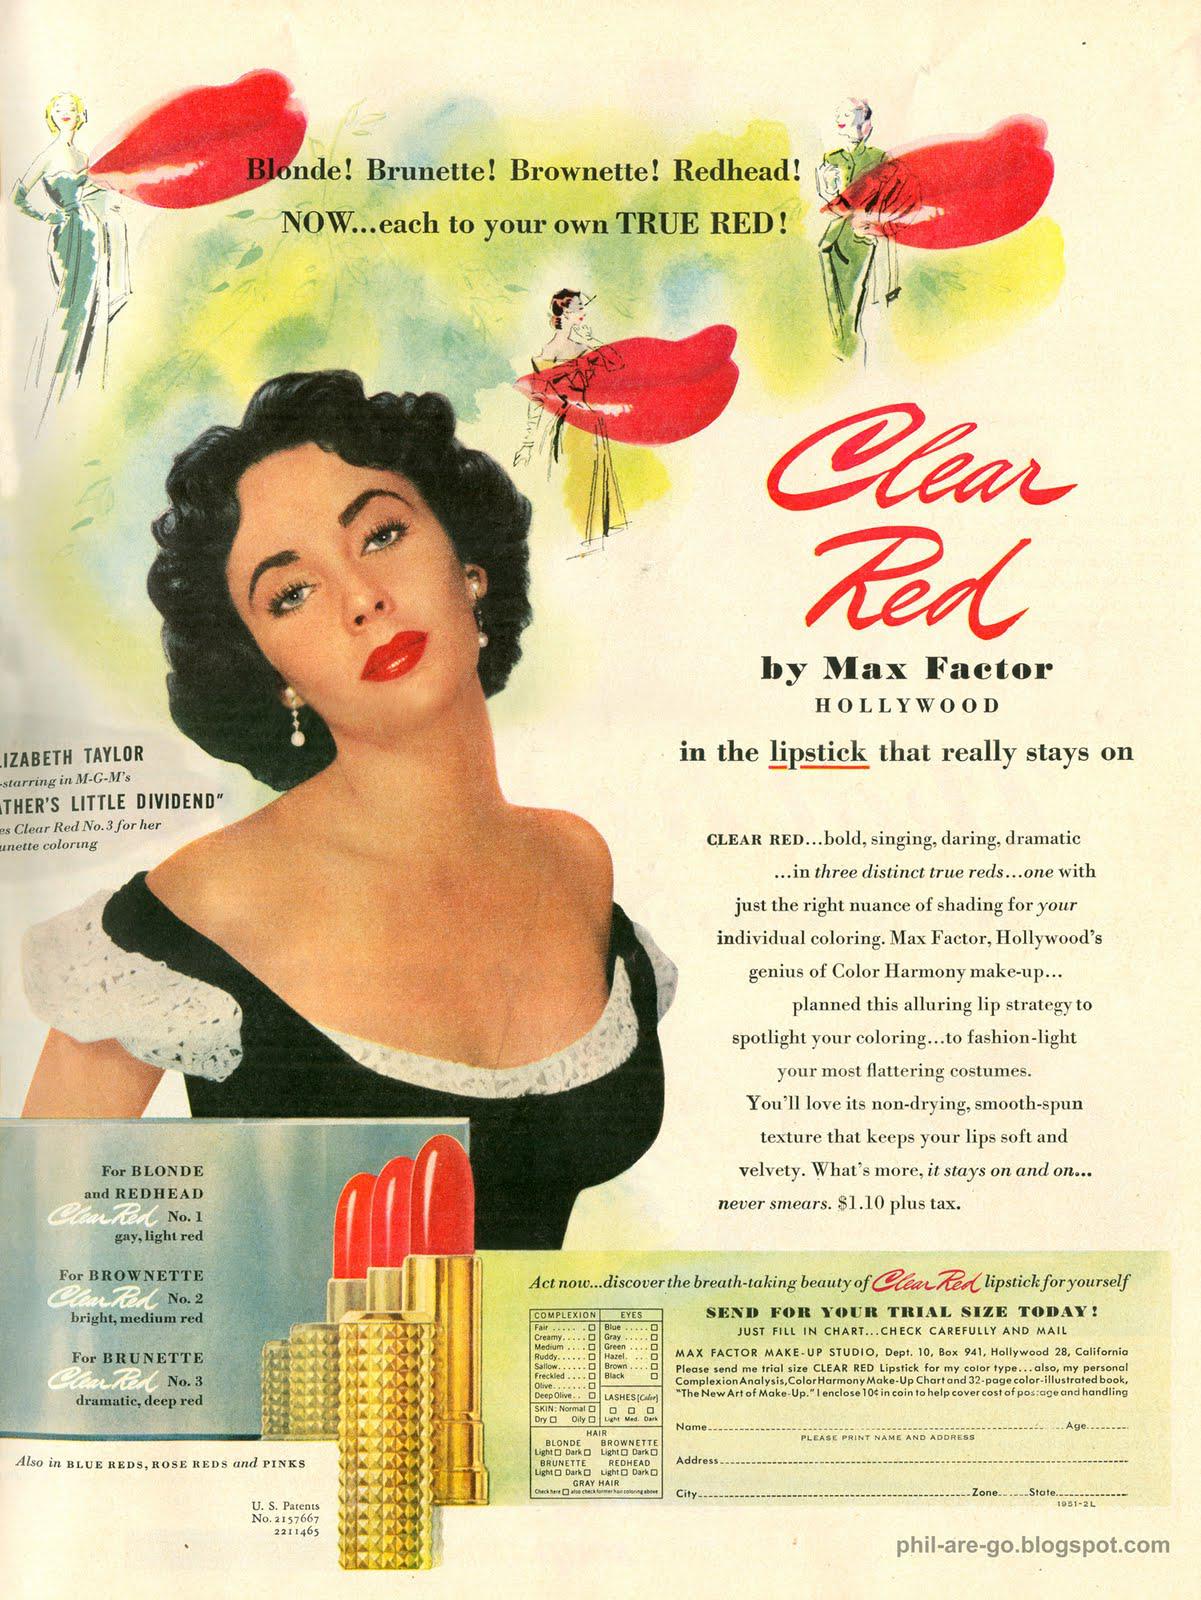 Blonde! Brunette! Brownette! Redhead!
NOW...each to your own TRUE RED!
Clear
Red
by Max Factor
HOLLYWOOD
in the lipstick that really stays on
LIZABETH TAYLOR
-starring in M-G-M's
ATHER'S LITTLE DIVIDEND"
es Clear Red No. 3 for her
unette coloring
CLEAR RED...bold, singing, daring, dramatic
...in three distinct true reds...one with
just the right nuance of shading for your
individual coloring. Max Factor, Hollywood's
genius of Color Harmony make-up...
planned this alluring lip strategy to
spotlight your coloring...to fashion-light
your most flattering costumes.
You'll love its non-drying, smooth-spun
texture that keeps your lips soft and
velvety. What's more, it stays on and on...
never smears. $1.10 plus tax.
For BLONDE
and REDHEAD
Clear Red No. 1
gay, light red
For BROWNETTE
Clear Red No. 2
bright, medium red
For BRUNETTE
Clear Red No. 3
dramatic, deep red
Also in BLUE REDS, ROSE REDS and PINKS
U. S. Patents
No. 2157667
2211465
Act now...discover the breath-taking beauty of Clear Red lipstick for yourself
COMPLEXION EYES
Fair Blue
Creamy Gray
Medium Green
Ruddy Hazel
Sallow Brown
Freckled Black
Olive
Deep Olive LASHES (Color)
SKIN: Normal
Dry Oily Light Med. Dark
HAIR
BLONDE BROWNETTE
Light Dark Light Dark
BRUNETTE REDHEAD
Light Dark Light Dark
GRAY HAIR
Check here also check former hair coloring above
SEND FOR YOUR TRIAL SIZE TODAY!
JUST FILL IN CHART...CHECK CAREFULLY AND MAIL
MAX FACTOR MAKE-UP STUDIO, Dept. 10, Box 941, Hollywood 28, California
Please send me trial size CLEAR RED Lipstick for my color type...also, my personal
Complexion Analysis, Color Harmony Make-Up Chart and 32-page color-illustrated book,
"The New Art of Make-Up." I enclose 10¢ in coin to help cover cost of postage and handling
Name Age
PLEASE PRINT NAME AND ADDRESS
Address
City Zone State
1951-2L
phil-are-go.blogspot.com